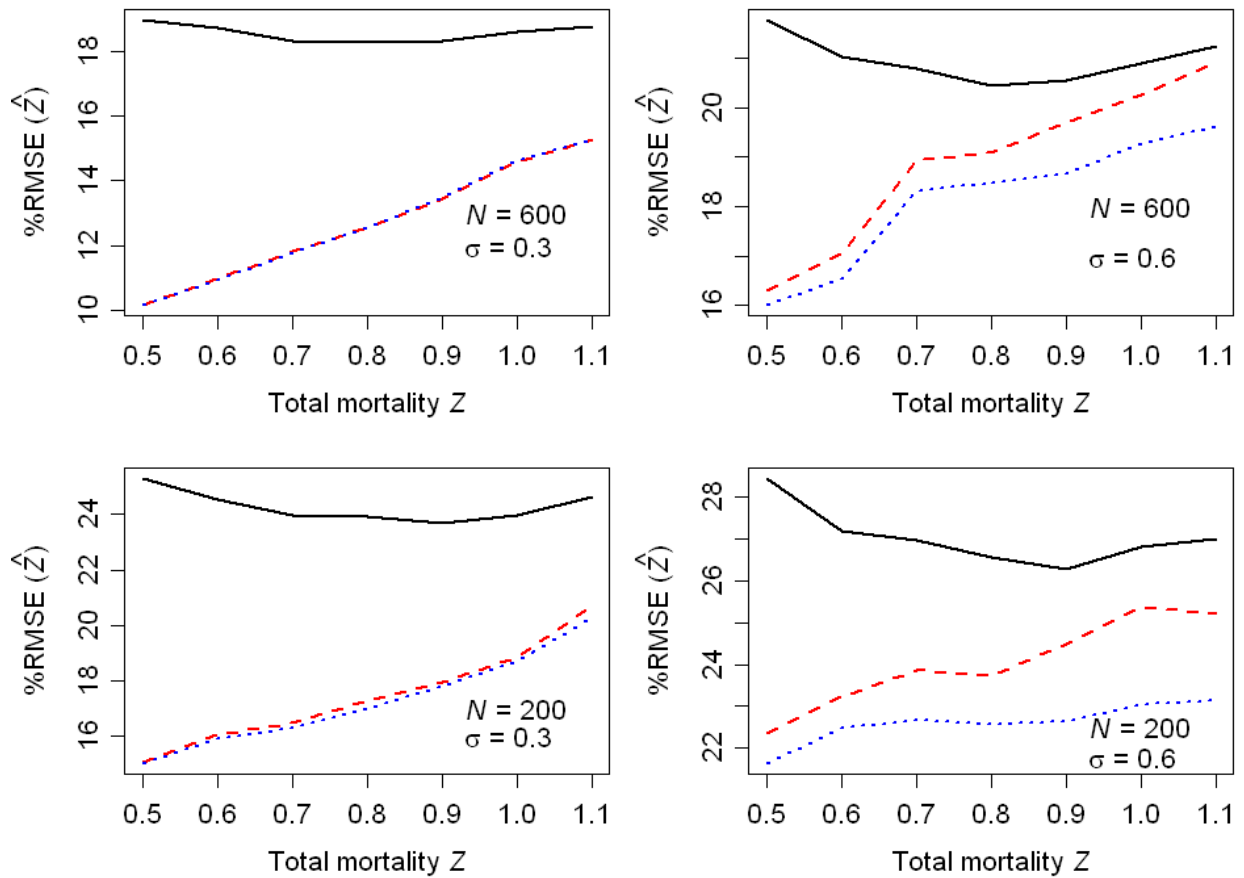 %RMSE (Ẑ)
18
16
14
12
10
N = 600
σ = 0.3
0.5 0.6 0.7 0.8 0.9 1.0 1.1
Total mortality Z
%RMSE (Ẑ)
20
18
16
N = 600
σ = 0.6
0.5 0.6 0.7 0.8 0.9 1.0 1.1
Total mortality Z
%RMSE (Ẑ)
24
22
20
18
16
N = 200
σ = 0.3
0.5 0.6 0.7 0.8 0.9 1.0 1.1
Total mortality Z
%RMSE (Ẑ)
28
26
24
22
N = 200
σ = 0.6
0.5 0.6 0.7 0.8 0.9 1.0 1.1
Total mortality Z